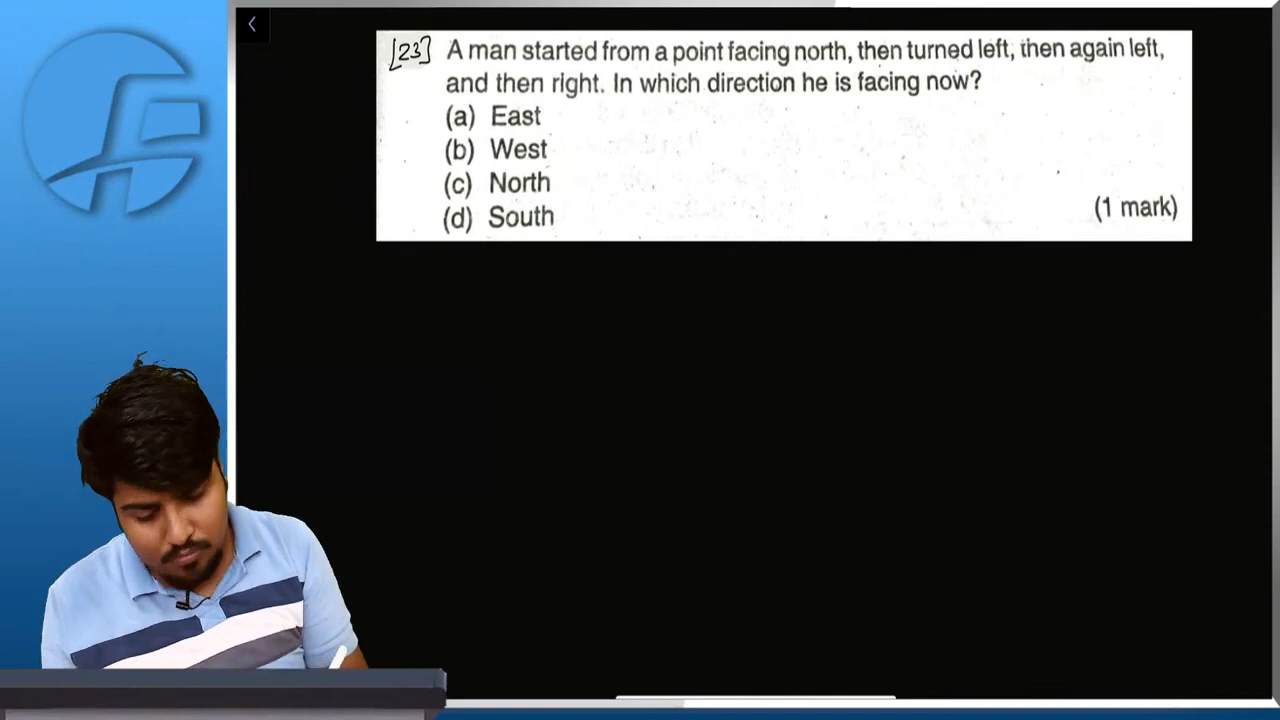 [23] A man started from a point facing north, then turned left, then again left,
and then right. In which direction he is facing now?
(a) East
(b) West
(c) North
(d) South
(1 mark)